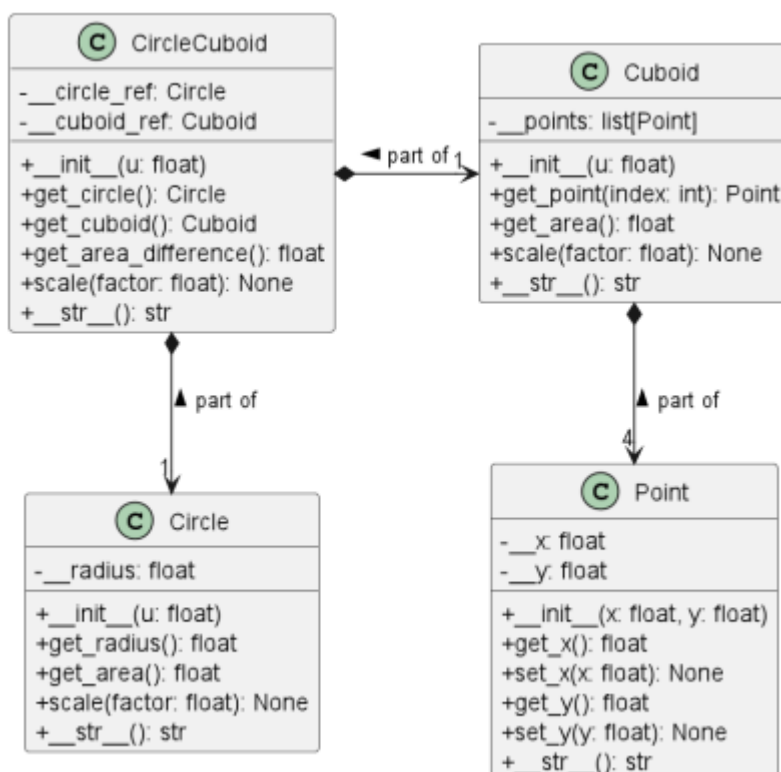 C CircleCuboid
-__circle_ref: Circle
-__cuboid_ref: Cuboid
+__init__(u: float)
+get_circle(): Circle
+get_cuboid(): Cuboid
+get_area_difference(): float
+scale(factor: float): None
+__str__(): str
◄ part of 1
C Cuboid
-__points: list[Point]
+__init__(u: float)
+get_point(index: int): Point
+get_area(): float
+scale(factor: float): None
+__str__(): str
▲ part of
1
▲ part of
4
C Circle
-__radius: float
+__init__(u: float)
+get_radius(): float
+get_area(): float
+scale(factor: float): None
+__str__(): str
C Point
-__x: float
-__y: float
+__init__(x: float, y: float)
+get_x(): float
+set_x(x: float): None
+get_y(): float
+set_y(y: float): None
+__str__(): str